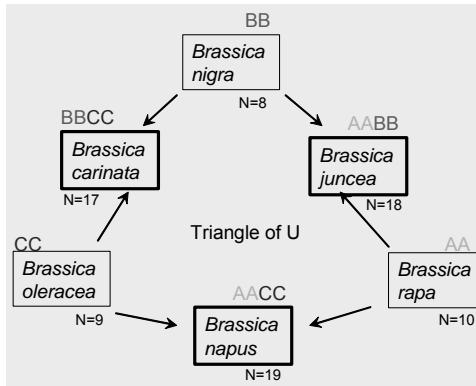 BB
Brassica
nigra
N=8
BBCC
Brassica
carinata
N=17
AABB
Brassica
juncea
N=18
Triangle of U
CC
Brassica
oleracea
N=9
AACC
Brassica
napus
N=19
AA
Brassica
rapa
N=10